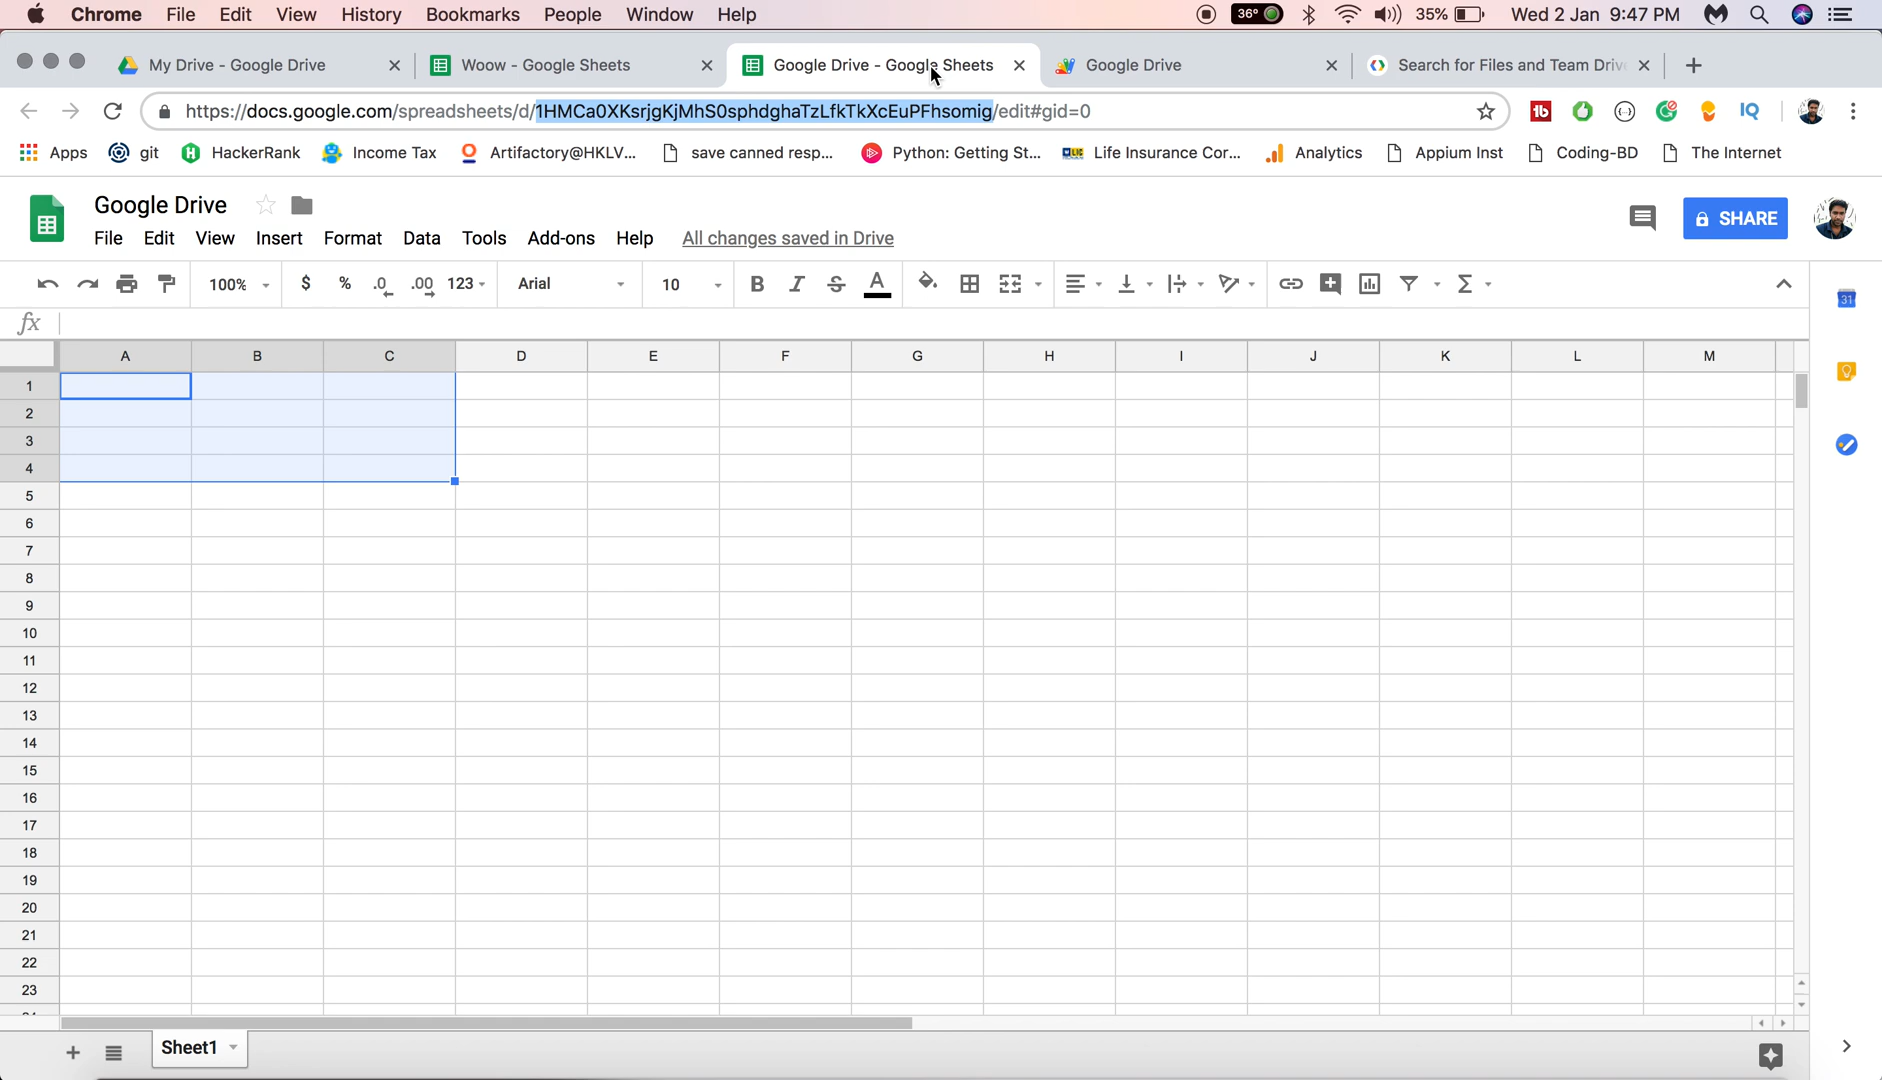 Chrome File Edit View History Bookmarks People Window Help 36° 35% Wed 2 Jan 9:47 PM
My Drive - Google Drive Woow - Google Sheets Google Drive - Google Sheets Google Drive Search for Files and Team Driv
https://docs.google.com/spreadsheets/d/1HMCa0XKsrjgKjMhS0sphdghaTzLfkTkXcEuPFhsomig/edit#gid=0 IQ
Apps git HackerRank Income Tax Artifactory@HKLV... save canned resp... Python: Getting St... LIC Life Insurance Cor... Analytics Appium Inst Coding-BD The Internet
Google Drive
File Edit View Insert Format Data Tools Add-ons Help All changes saved in Drive SHARE
100% $ % .0 .00 123 Arial 10 B I S A Σ 31
fx
A B C D E F G H I J K L M
1
2
3
4
5
6
7
8
9
10
11
12
13
14
15
16
17
18
19
20
21
22
23
Sheet1